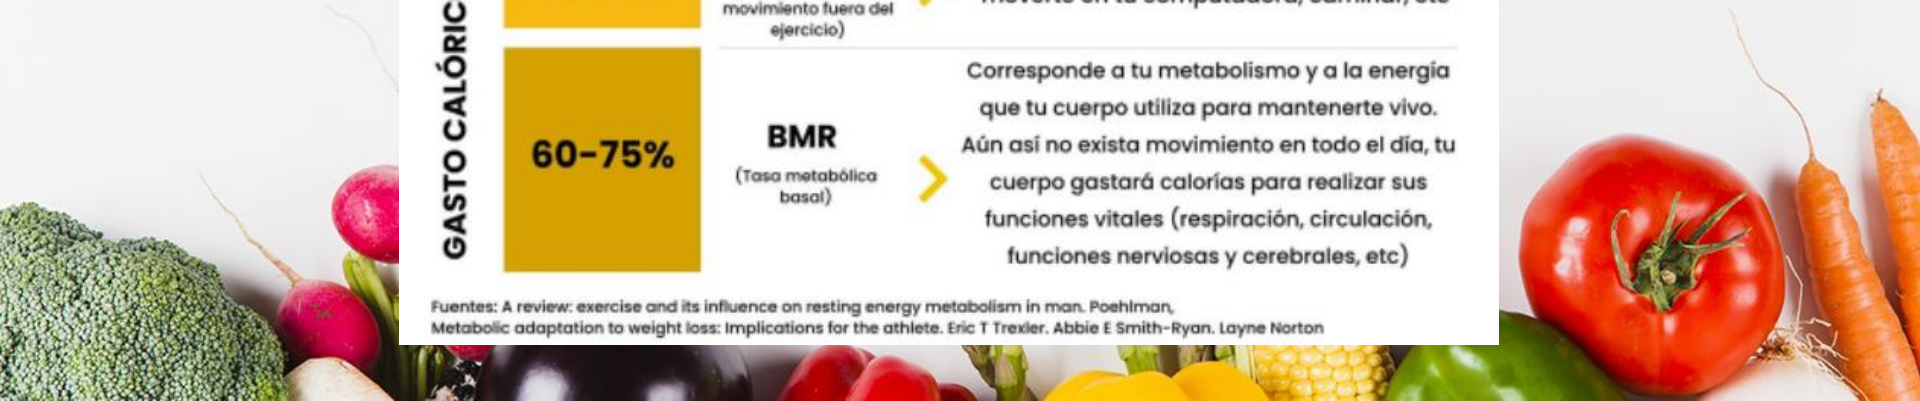 movimiento fuera del
ejercicio)
GASTO CALÓRIC
60-75%
BMR
(Tasa metabólica
basal)
Corresponde a tu metabolismo y a la energía
que tu cuerpo utiliza para mantenerte vivo.
Aún así no exista movimiento en todo el día, tu
cuerpo gastará calorías para realizar sus
funciones vitales (respiración, circulación,
funciones nerviosas y cerebrales, etc)
Fuentes: A review: exercise and its influence on resting energy metabolism in man. Poehlman,
Metabolic adaptation to weight loss: Implications for the athlete. Eric T Trexler. Abbie E Smith-Ryan. Layne Norton